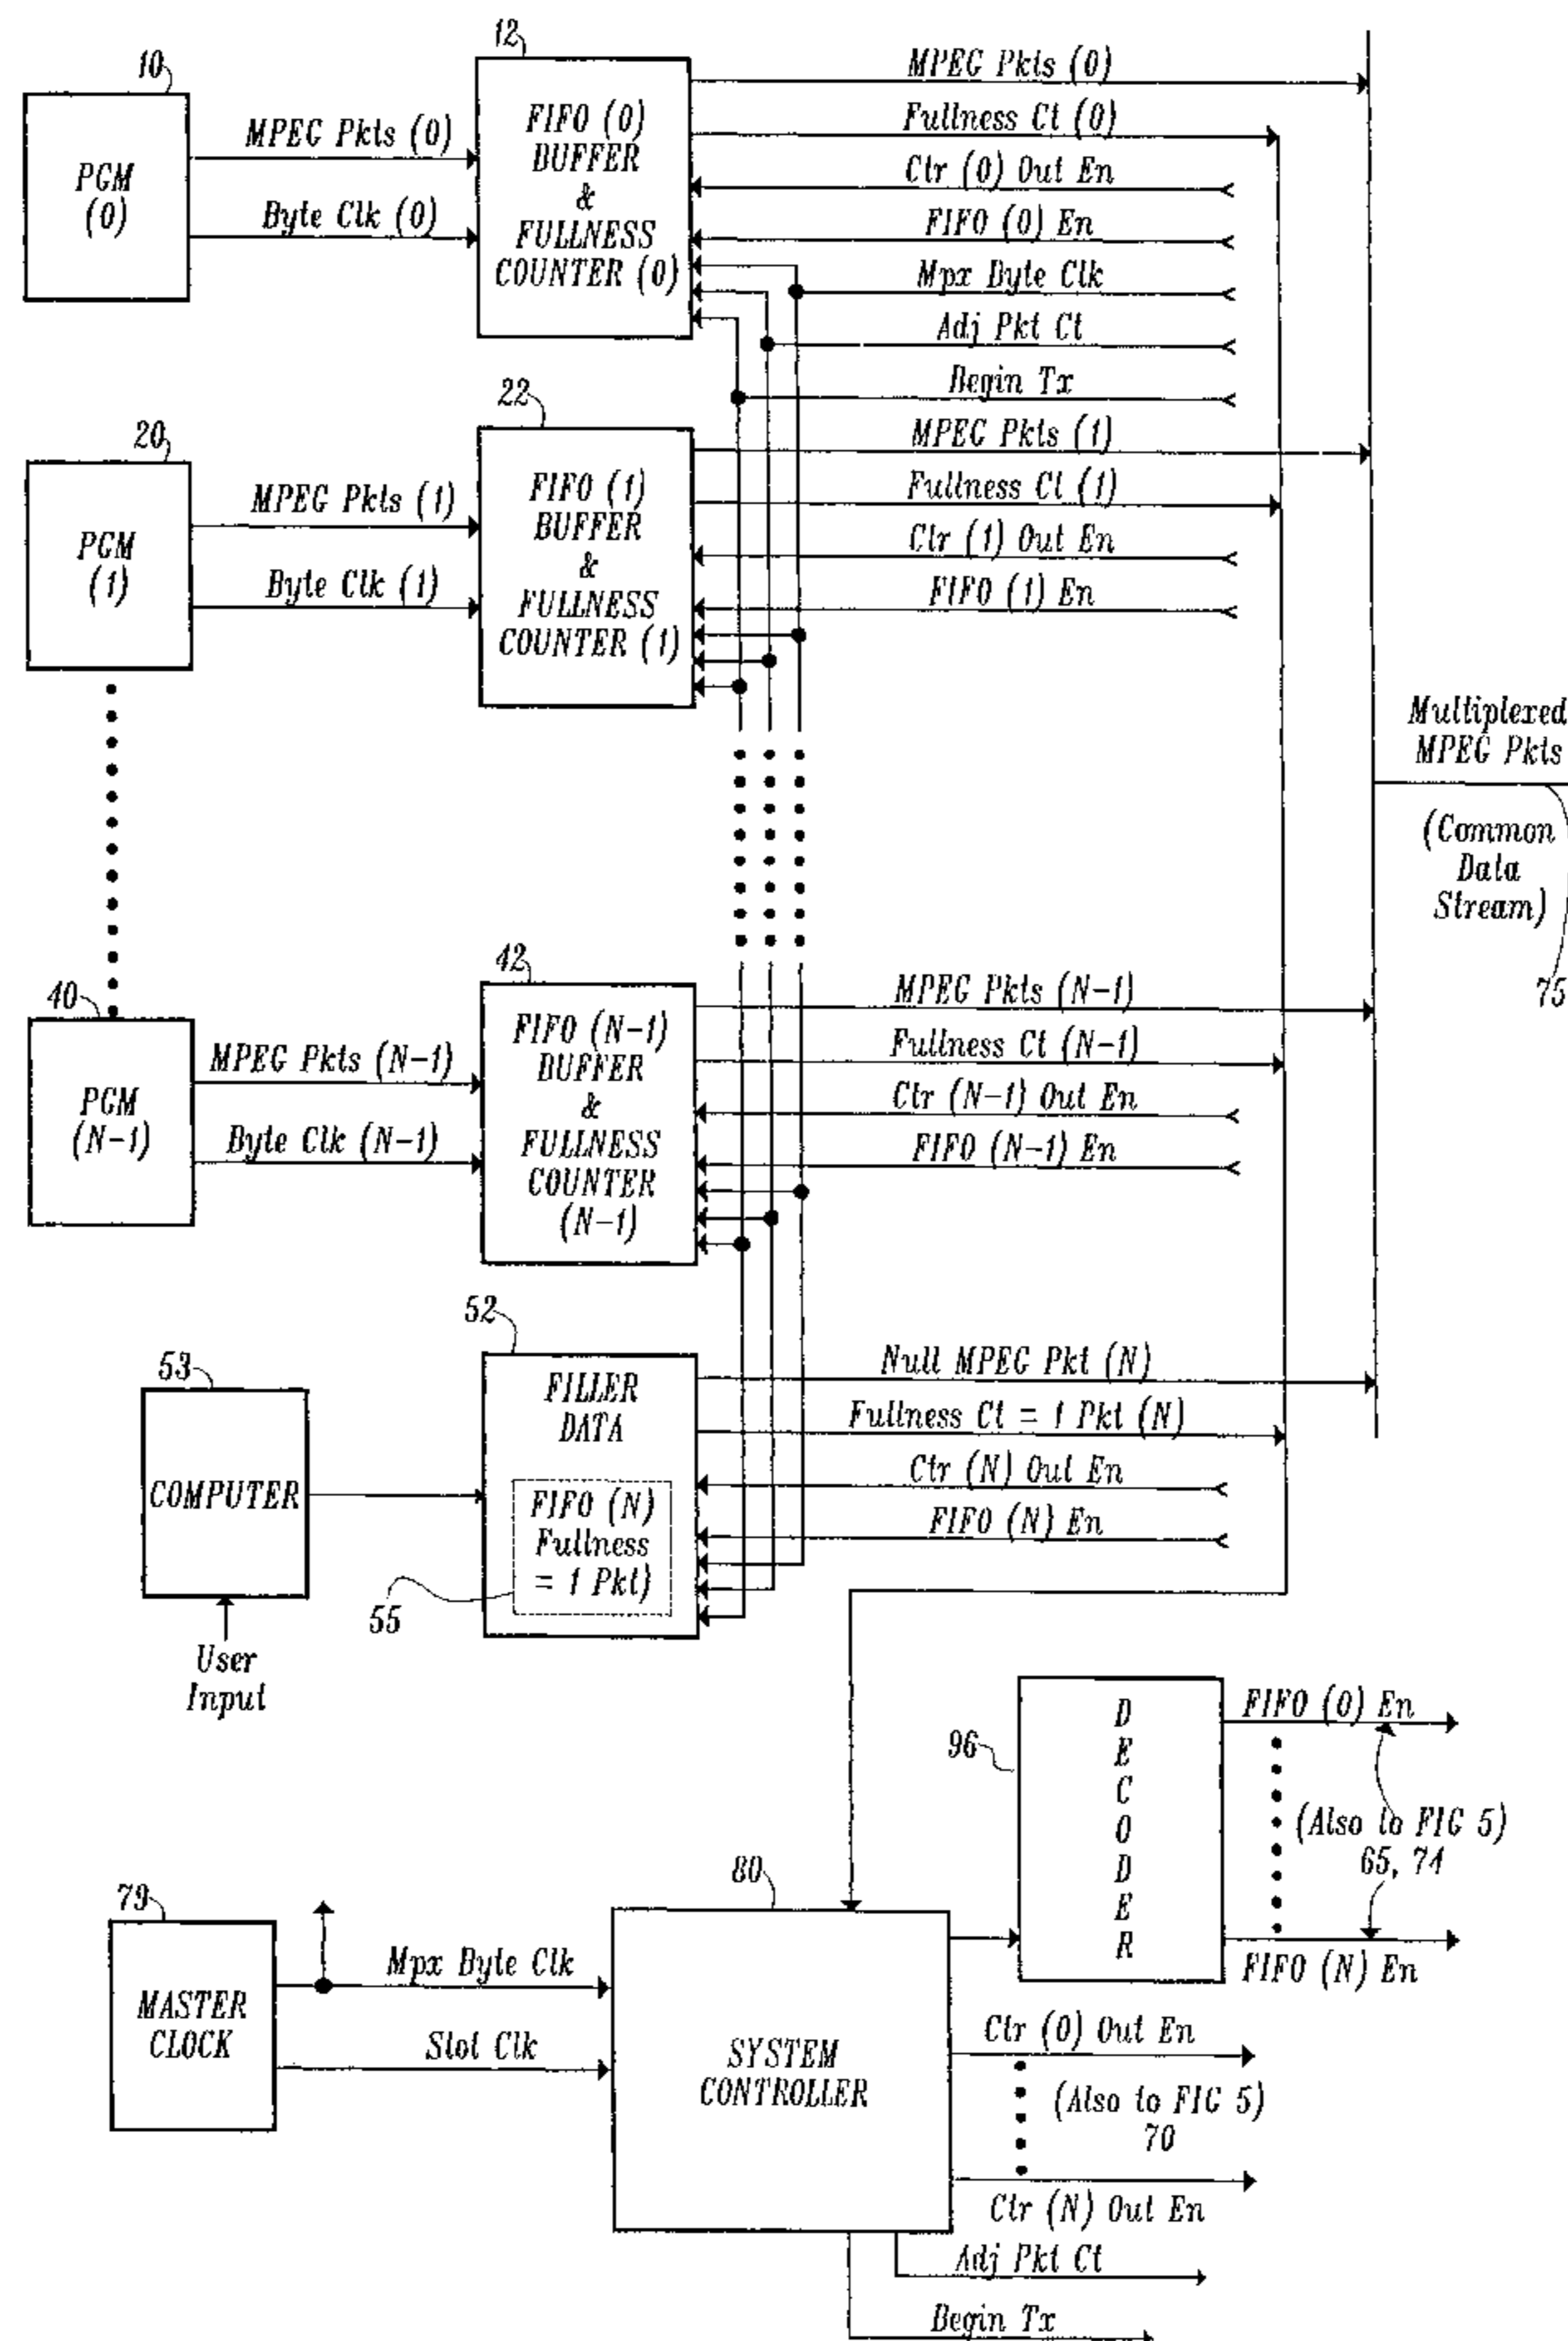 10
PGM
(0)
MPEG Pkts (0)
Byte Clk (0)
12
FIFO (0)
BUFFER
&
FULLNESS
COUNTER (0)
MPEG Pkts (0)
Fullness Ct (0)
Ctr (0) Out En
FIFO (0) En
Mpx Byte Clk
Adj Pkt Ct
Begin Tx
20
PGM
(1)
MPEG Pkts (1)
Byte Clk (1)
22
FIFO (1)
BUFFER
&
FULLNESS
COUNTER (1)
MPEG Pkts (1)
Fullness Ct (1)
Ctr (1) Out En
FIFO (1) En
Multiplexed
MPEG Pkts
(Common
Data
Stream)
75
40
PGM
(N-1)
MPEG Pkts (N-1)
Byte Clk (N-1)
42
FIFO (N-1)
BUFFER
&
FULLNESS
COUNTER
(N-1)
MPEG Pkts (N-1)
Fullness Ct (N-1)
Ctr (N-1) Out En
FIFO (N-1) En
53
COMPUTER
User
Input
52
FILLER
DATA
FIFO (N)
Fullness
= 1 Pkt)
55
Null MPEG Pkt (N)
Fullness Ct = 1 Pkt (N)
Ctr (N) Out En
FIFO (N) En
96
DECODER
FIFO (0) En
(Also to FIG 5)
65, 74
FIFO (N) En
79
MASTER
CLOCK
Mpx Byte Clk
Slot Clk
80
SYSTEM
CONTROLLER
Ctr (0) Out En
(Also to FIG 5)
70
Ctr (N) Out En
Adj Pkt Ct
Begin Tx